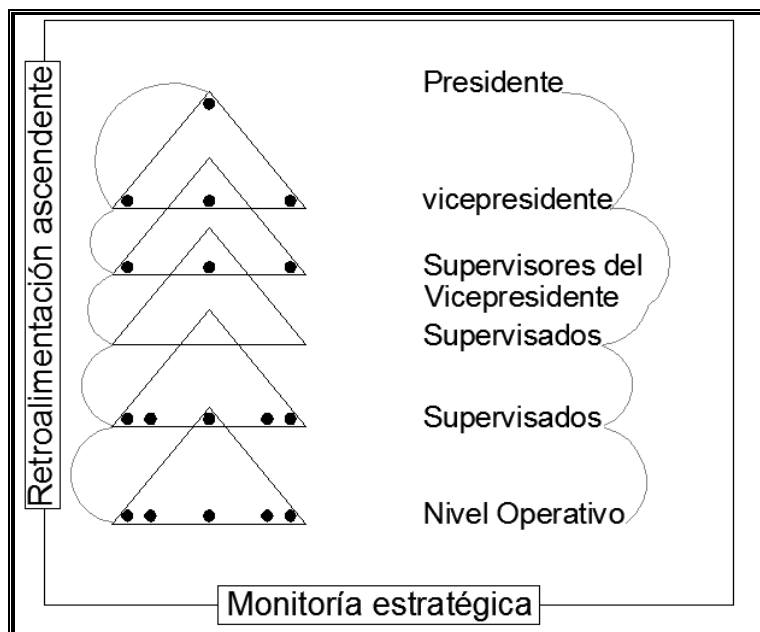 Retroalimentación ascendente
Presidente
vicepresidente
Supervisores del
Vicepresidente
Supervisados
Supervisados
Nivel Operativo
Monitoría estratégica